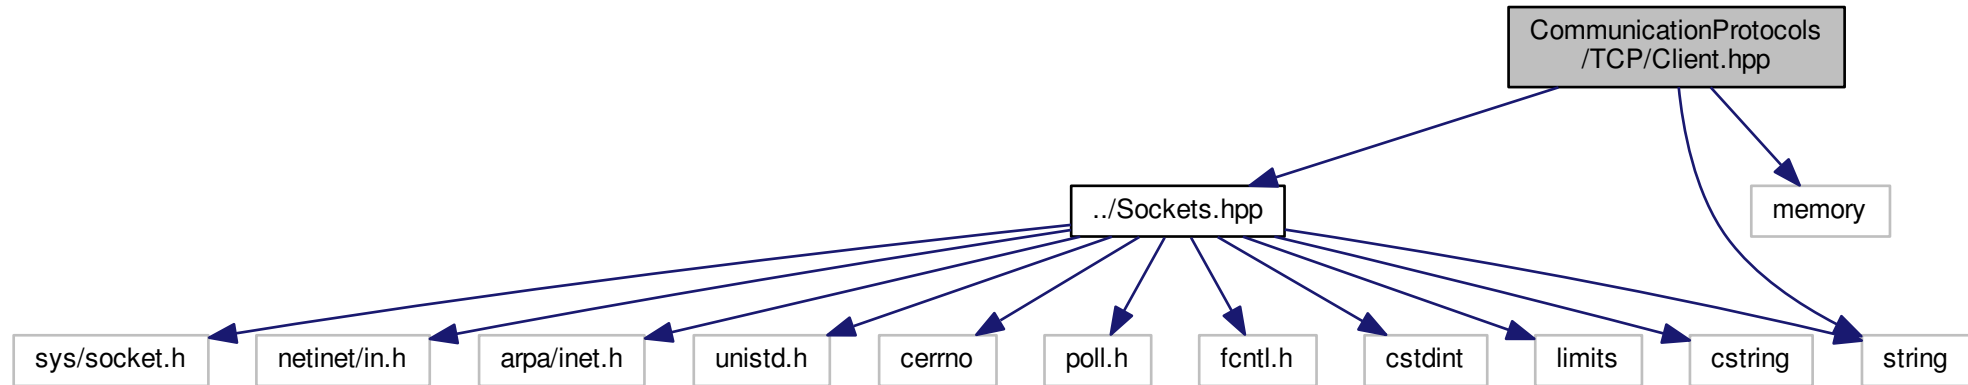 CommunicationProtocols
/TCP/Client.hpp
../Sockets.hpp
memory
sys/socket.h
netinet/in.h
arpa/inet.h
unistd.h
cerrno
poll.h
fcntl.h
cstdint
limits
cstring
string